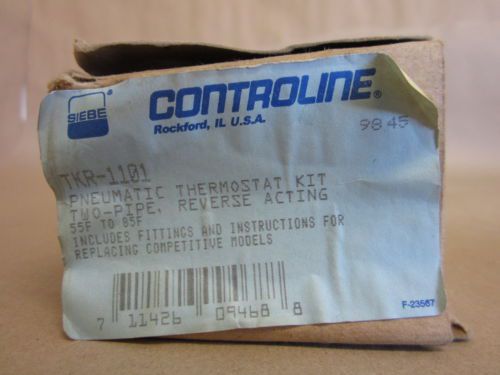 SIEBE
CONTROLINE®
Rockford, IL U.S.A.
9845
TKR-1101
PNEUMATIC THERMOSTAT KIT
TWO-PIPE, REVERSE ACTING
55F TO 85F
INCLUDES FITTINGS AND INSTRUCTIONS FOR
REPLACING COMPETITIVE MODELS
7 11426 09468 8
F-23567